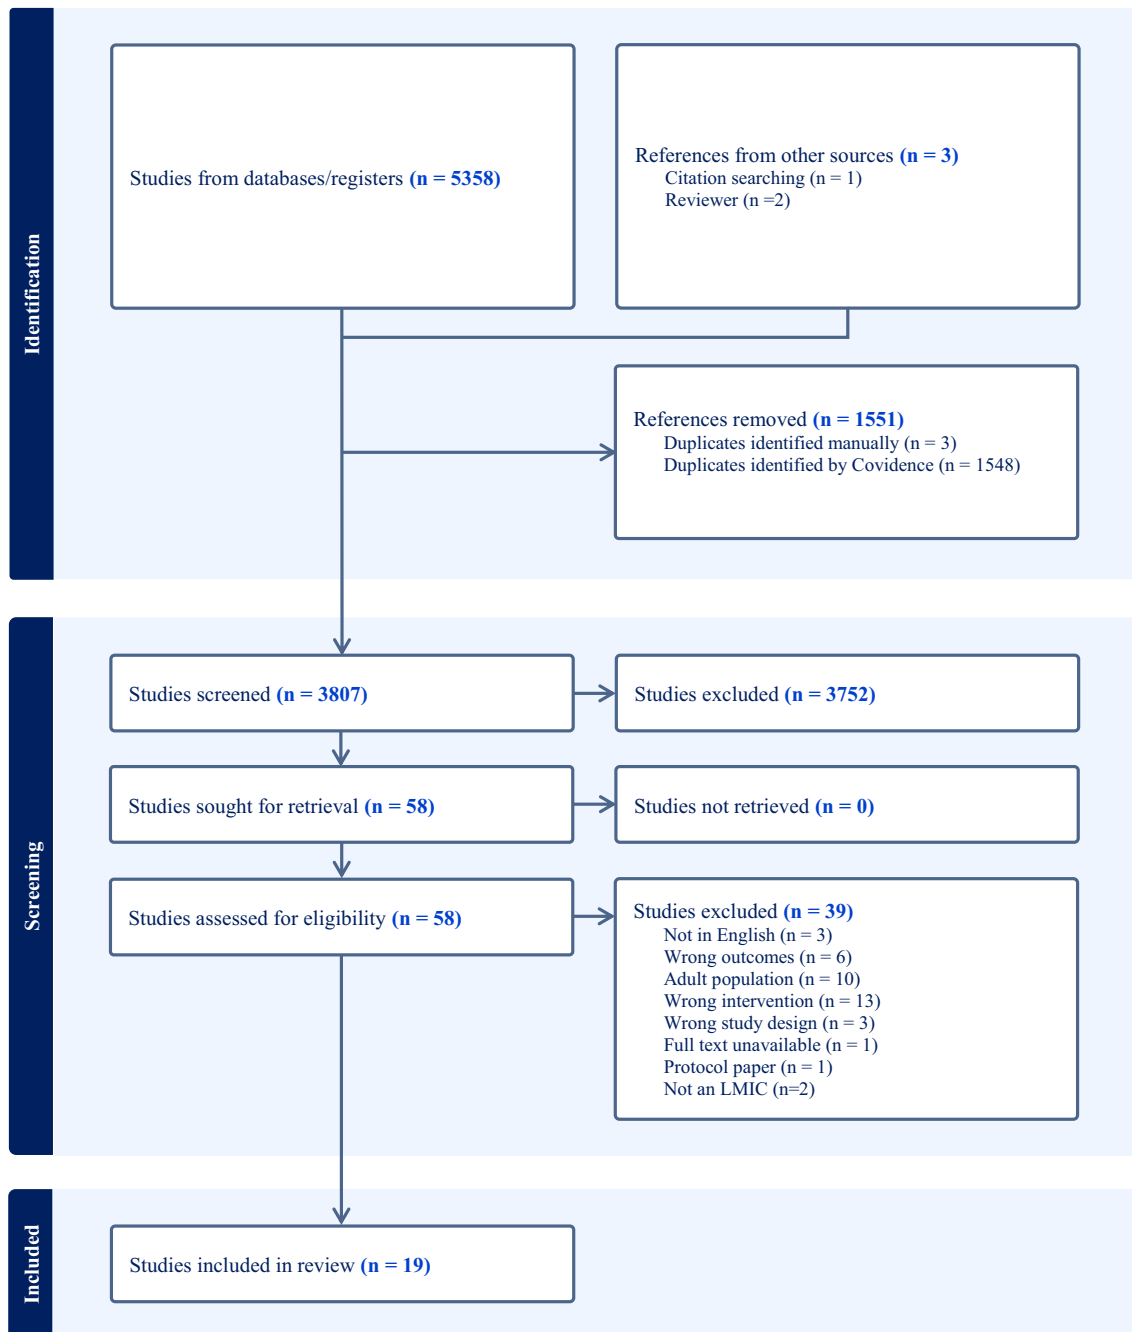 Identification
Studies from databases/registers (n = 5358)
References from other sources (n = 3)
Citation searching (n = 1)
Reviewer (n =2)
References removed (n = 1551)
Duplicates identified manually (n = 3)
Duplicates identified by Covidence (n = 1548)
Screening
Studies screened (n = 3807)
Studies excluded (n = 3752)
Studies sought for retrieval (n = 58)
Studies not retrieved (n = 0)
Studies assessed for eligibility (n = 58)
Studies excluded (n = 39)
Not in English (n = 3)
Wrong outcomes (n = 6)
Adult population (n = 10)
Wrong intervention (n = 13)
Wrong study design (n = 3)
Full text unavailable (n = 1)
Protocol paper (n = 1)
Not an LMIC (n=2)
Included
Studies included in review (n = 19)